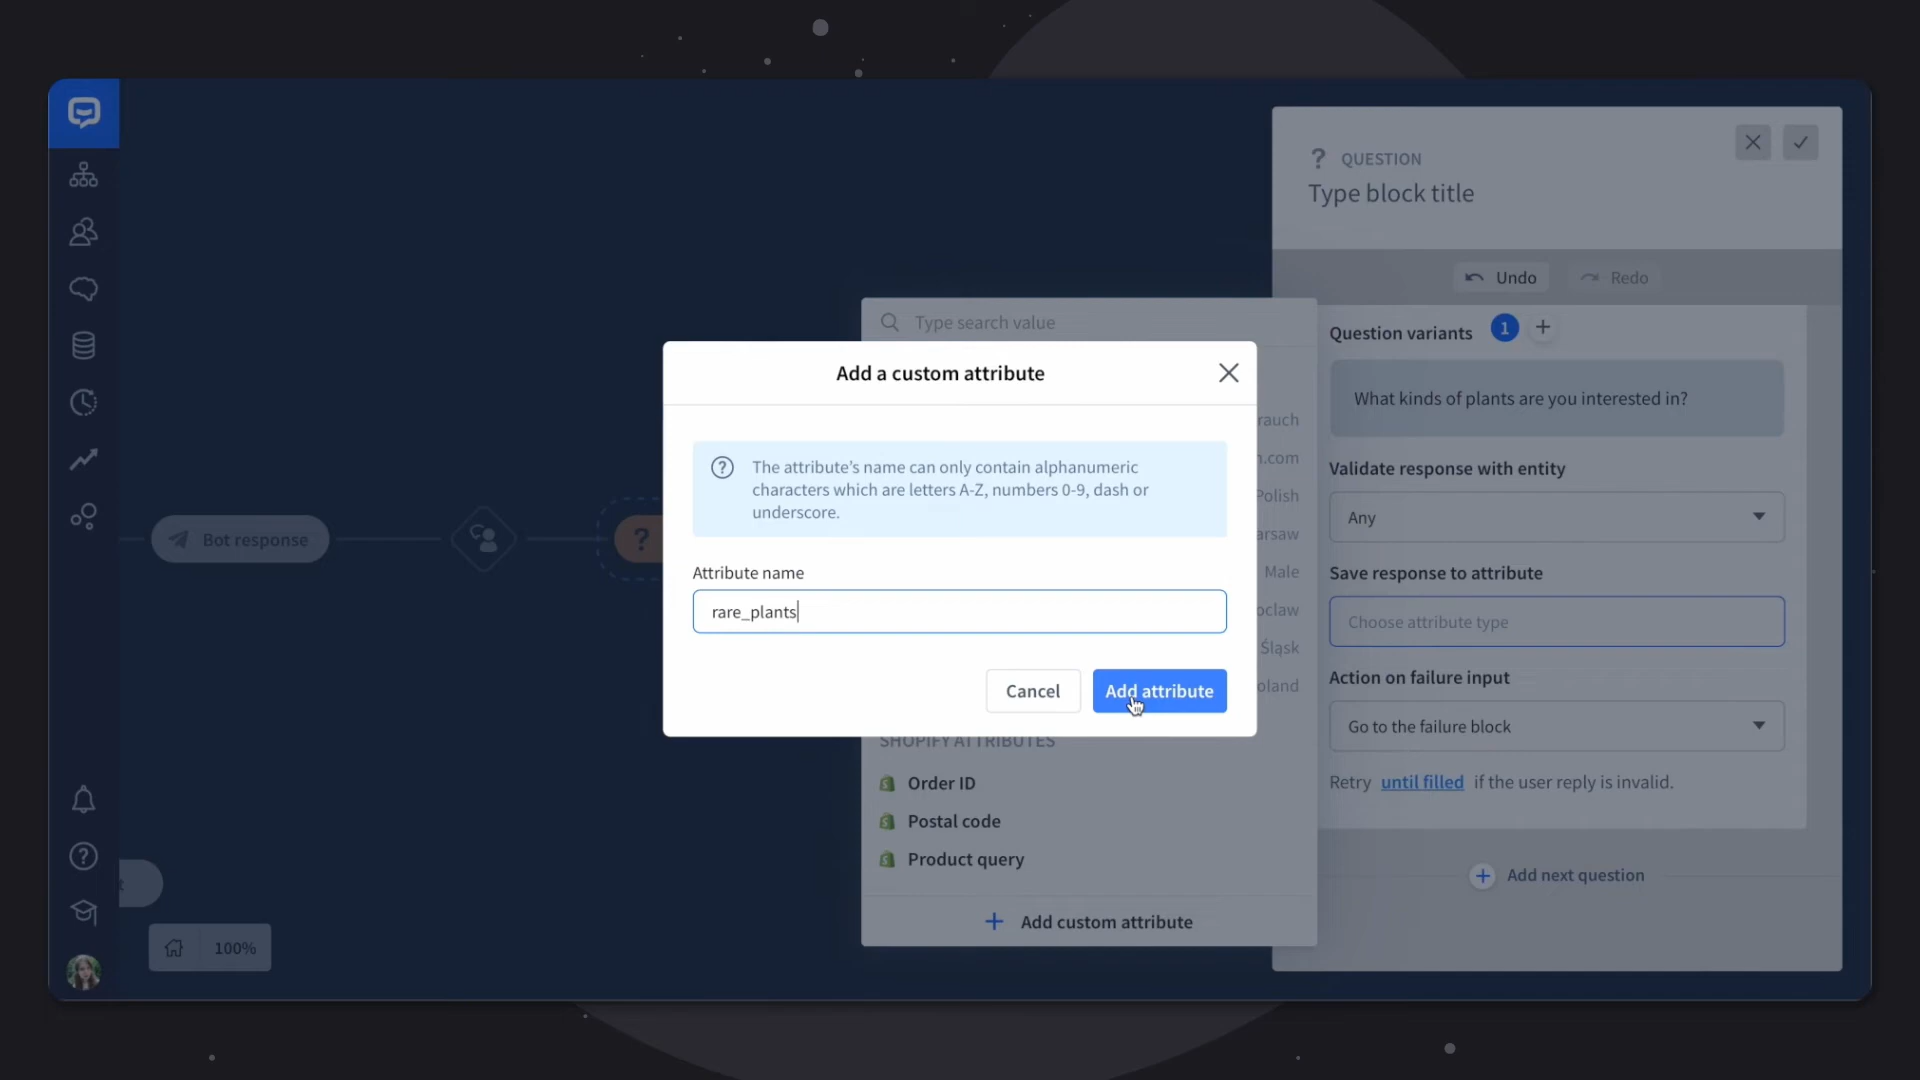 ? QUESTION
Type block title
Undo
Redo
Type search value
Question variants 1 +
What kinds of plants are you interested in?
Add a custom attribute
The attribute's name can only contain alphanumeric
characters which are letters A-Z, numbers 0-9, dash or
underscore.
Attribute name
rare_plants
Cancel
Add attribute
rauch
.com
Polish
arsaw
Male
oclaw
Śląsk
oland
Validate response with entity
Any
Save response to attribute
Choose attribute type
Action on failure input
Go to the failure block
Retry until filled if the user reply is invalid.
Add next question
Bot response
?
SHOPIFY ATTRIBUTES
Order ID
Postal code
Product query
+ Add custom attribute
100%